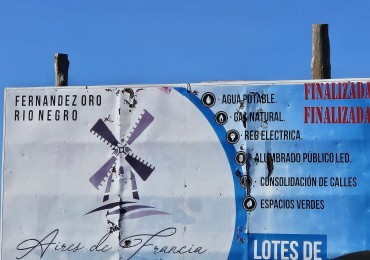 FERNANDEZ ORO
RIO NEGRO
Aires de Francia
· AGUA POTABLE. FINALIZADA
· GAS NATURAL. FINALIZADA
· RED ELECTRICA.
· ALUMBRADO PÚBLICO LED.
· CONSOLIDACIÓN DE CALLES
· ESPACIOS VERDES
LOTES DE